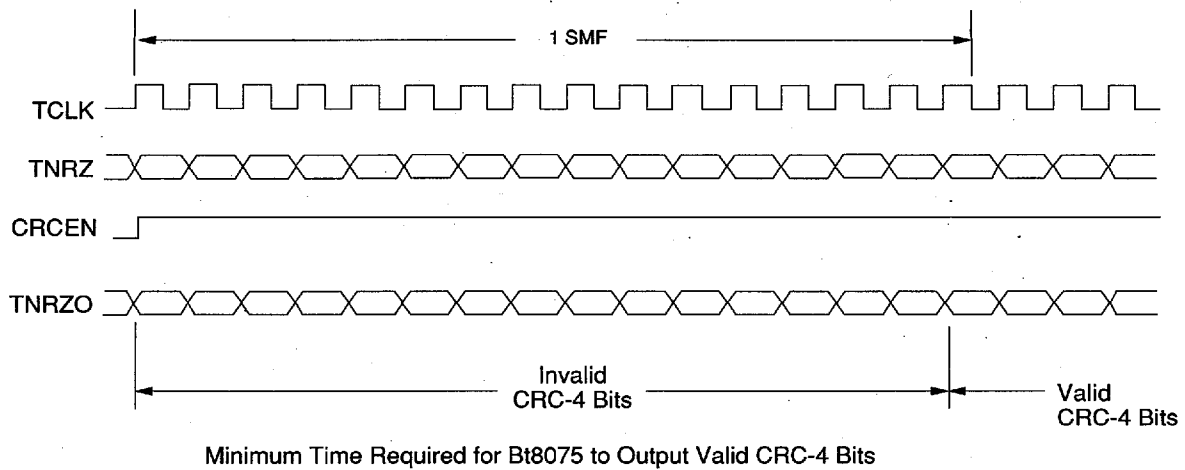 1 SMF
TCLK
TNRZ
CRCEN
TNRZO
Invalid
CRC-4 Bits
Valid
CRC-4 Bits
Minimum Time Required for Bt8075 to Output Valid CRC-4 Bits